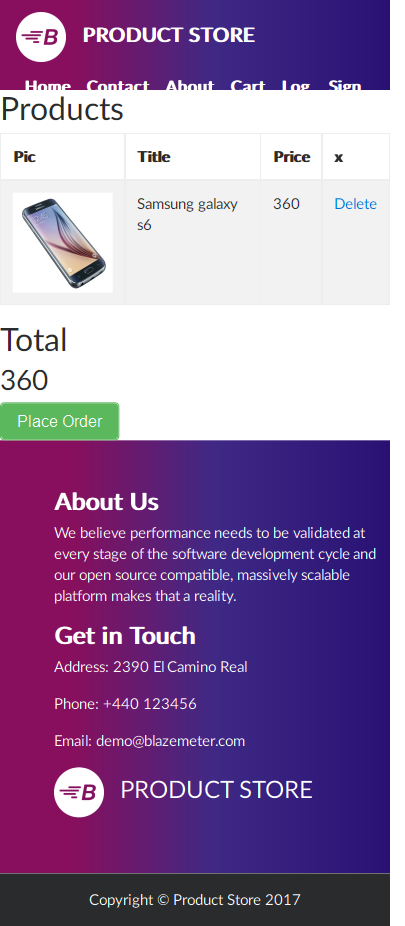 PRODUCT STORE
Home Contact About Cart Log Sign
Products
Pic Title Price x
Samsung galaxy 360 Delete
s6
Total
360
Place Order
About Us
We believe performance needs to be validated at
every stage of the software development cycle and
our open source compatible, massively scalable
platform makes that a reality.
Get in Touch
Address: 2390 El Camino Real
Phone: +440 123456
Email: demo@blazemeter.com
B PRODUCT STORE
Copyright © Product Store 2017